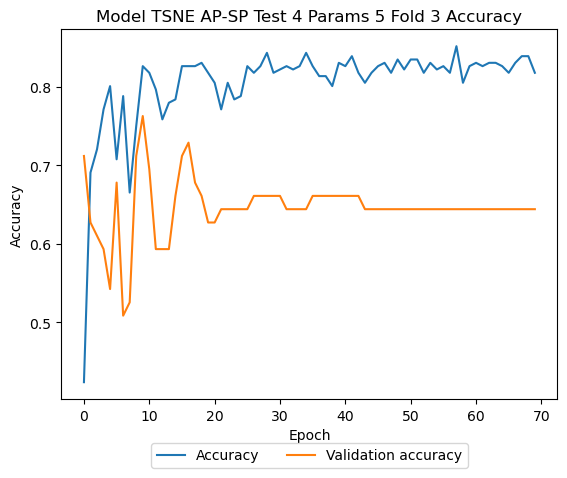 Model TSNE AP-SP Test 4 Params 5 Fold 3 Accuracy
0.8
0.7
0.6
0.5
Accuracy
0 10 20 30 40 50 60 70
Epoch
Accuracy Validation accuracy